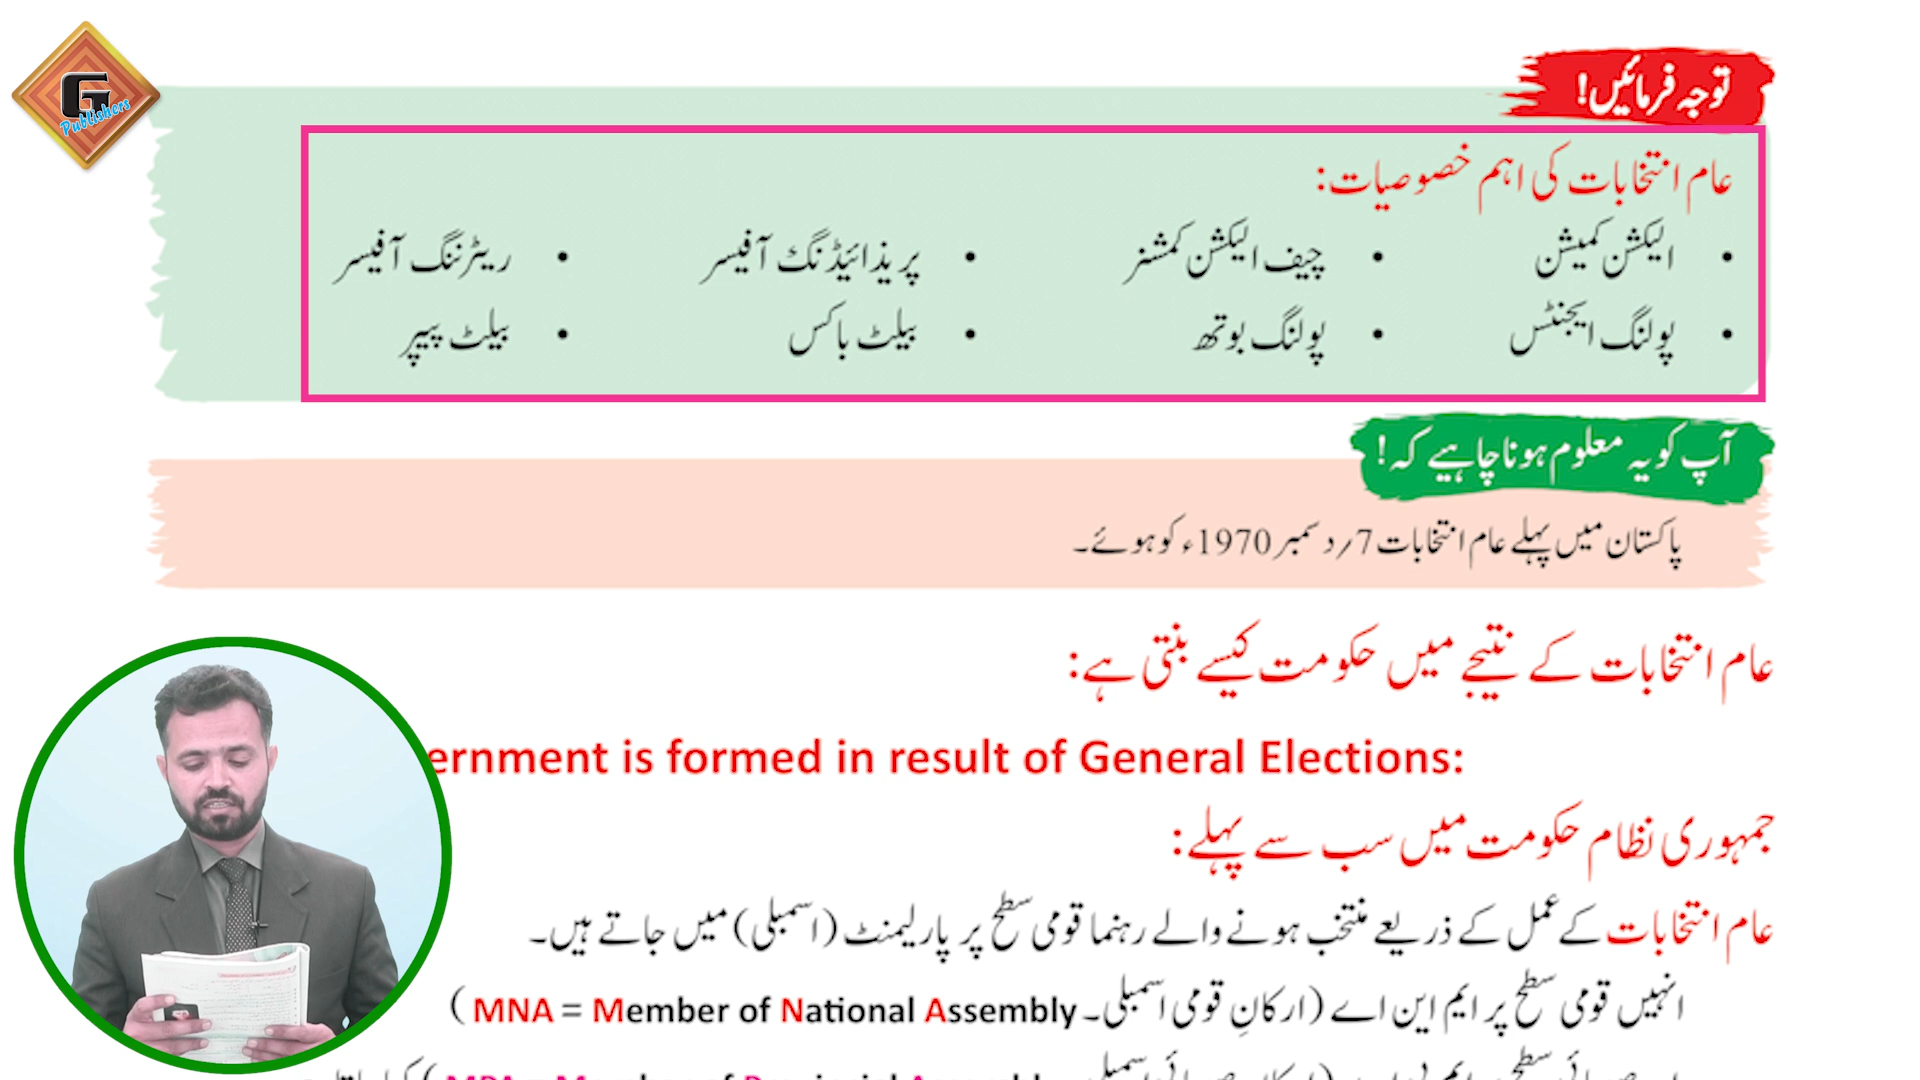 G
Publishers
توجہ فرمائیں!
عام انتخابات کی اہم خصوصیات:
• الیکشن کمیشن • چیف الیکشن کمشنر • پریذائیڈنگ آفیسر • ریٹرننگ آفیسر
• پولنگ ایجنٹس • پولنگ بوتھ • بیلٹ باکس • بیلٹ پیپر
آپ کو یہ معلوم ہونا چاہیے کہ!
پاکستان میں پہلے عام انتخابات 7؍دسمبر 1970ء کو ہوئے۔
عام انتخابات کے نتیجے میں حکومت کیسے بنتی ہے:
ernment is formed in result of General Elections:
جمہوری نظام حکومت میں سب سے پہلے:
عام انتخابات کے عمل کے ذریعے منتخب ہونے والے رہنما قومی سطح پر پارلیمنٹ (اسمبلی) میں جاتے ہیں۔
انہیں قومی سطح پر ایم این اے (ارکانِ قومی اسمبلی۔ MNA = Member of National Assembly)